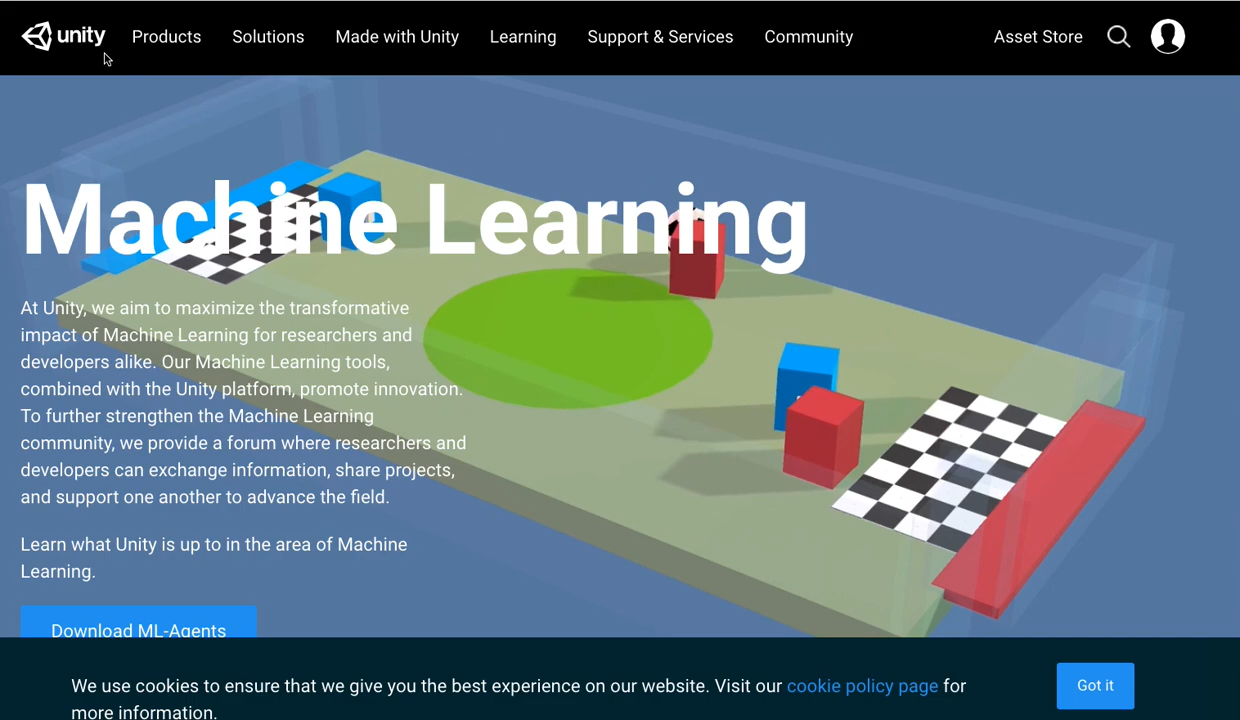 unity Products Solutions Made with Unity Learning Support & Services Community Asset Store
Machine Learning
At Unity, we aim to maximize the transformative
impact of Machine Learning for researchers and
developers alike. Our Machine Learning tools,
combined with the Unity platform, promote innovation.
To further strengthen the Machine Learning
community, we provide a forum where researchers and
developers can exchange information, share projects,
and support one another to advance the field.
Learn what Unity is up to in the area of Machine
Learning.
Download ML-Agents
We use cookies to ensure that we give you the best experience on our website. Visit our cookie policy page for
more information.
Got it